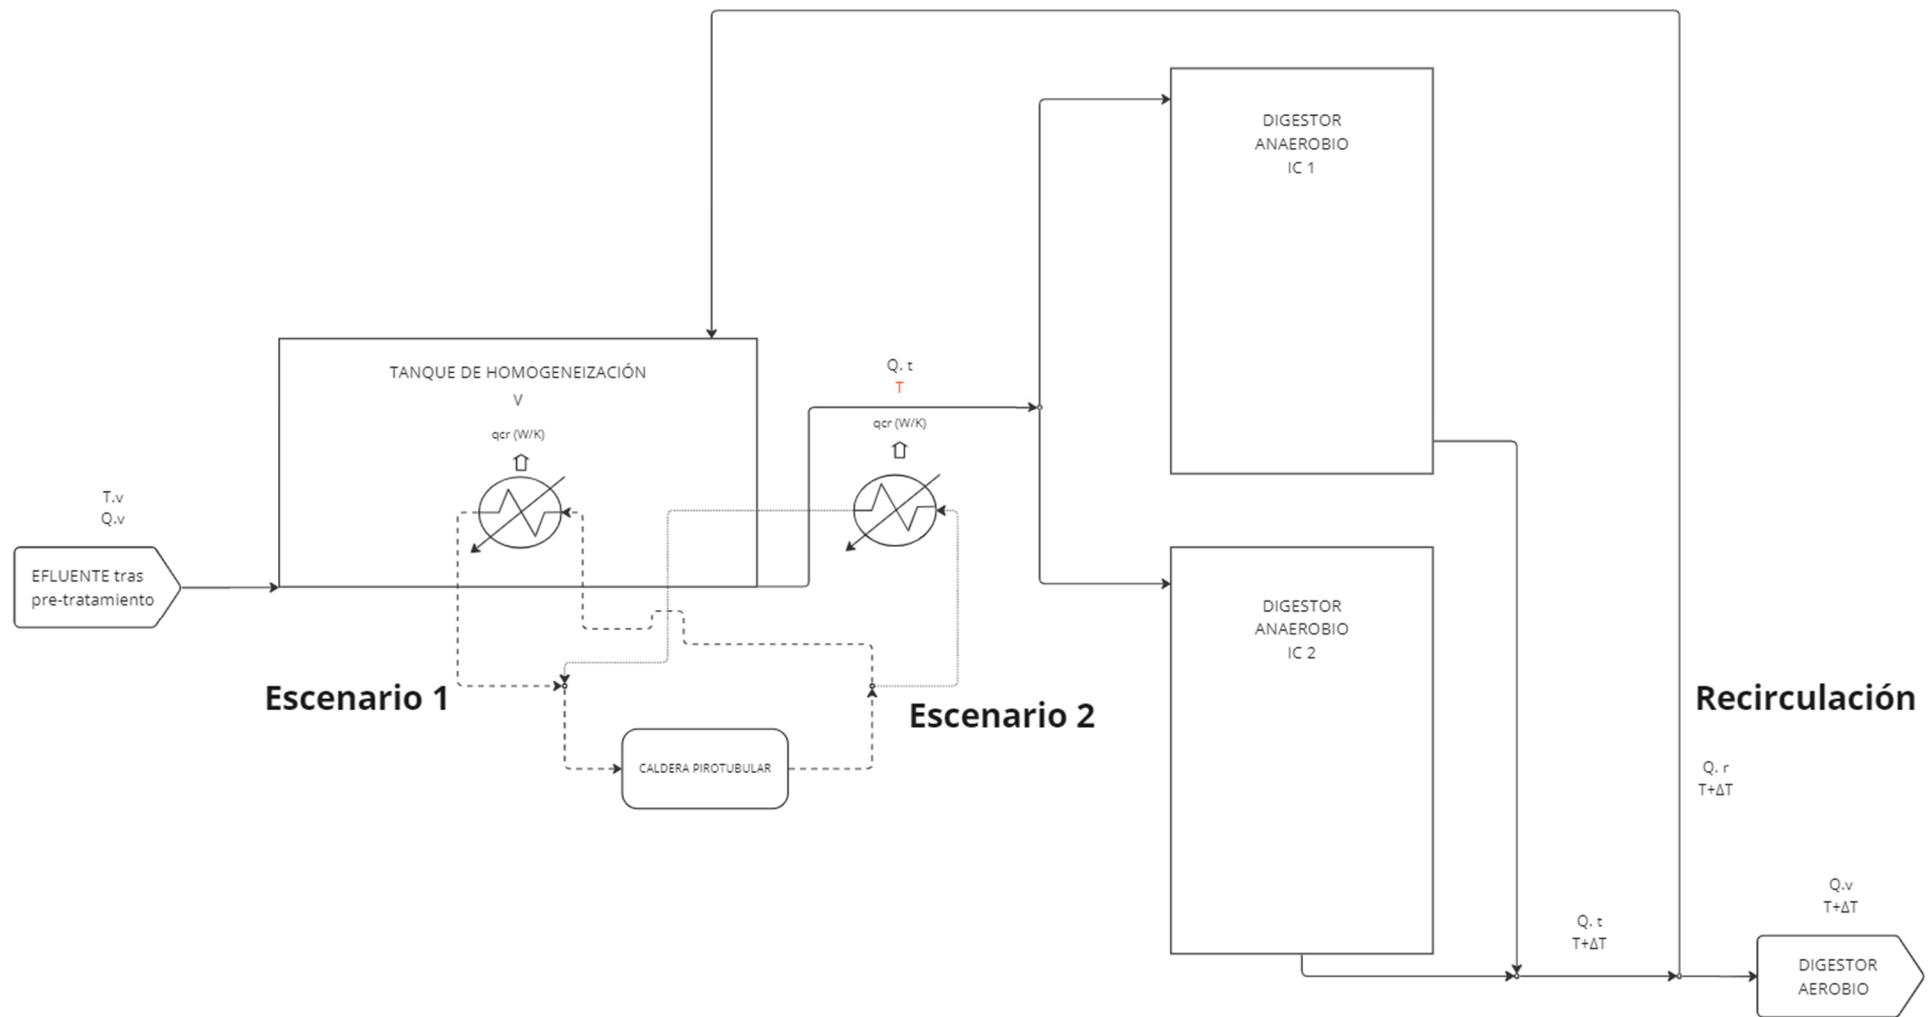 DIGESTOR
ANAEROBIO
IC 1
TANQUE DE HOMOGENEIZACIÓN
V
qcr (W/K)
Q. t
T
qcr (W/K)
T.v
Q.v
EFLUENTE tras
pre-tratamiento
DIGESTOR
ANAEROBIO
IC 2
Escenario 1
Escenario 2
CALDERA PIROTUBULAR
Recirculación
Q. r
T+ΔT
Q.v
T+ΔT
Q. t
T+ΔT
DIGESTOR
AEROBIO